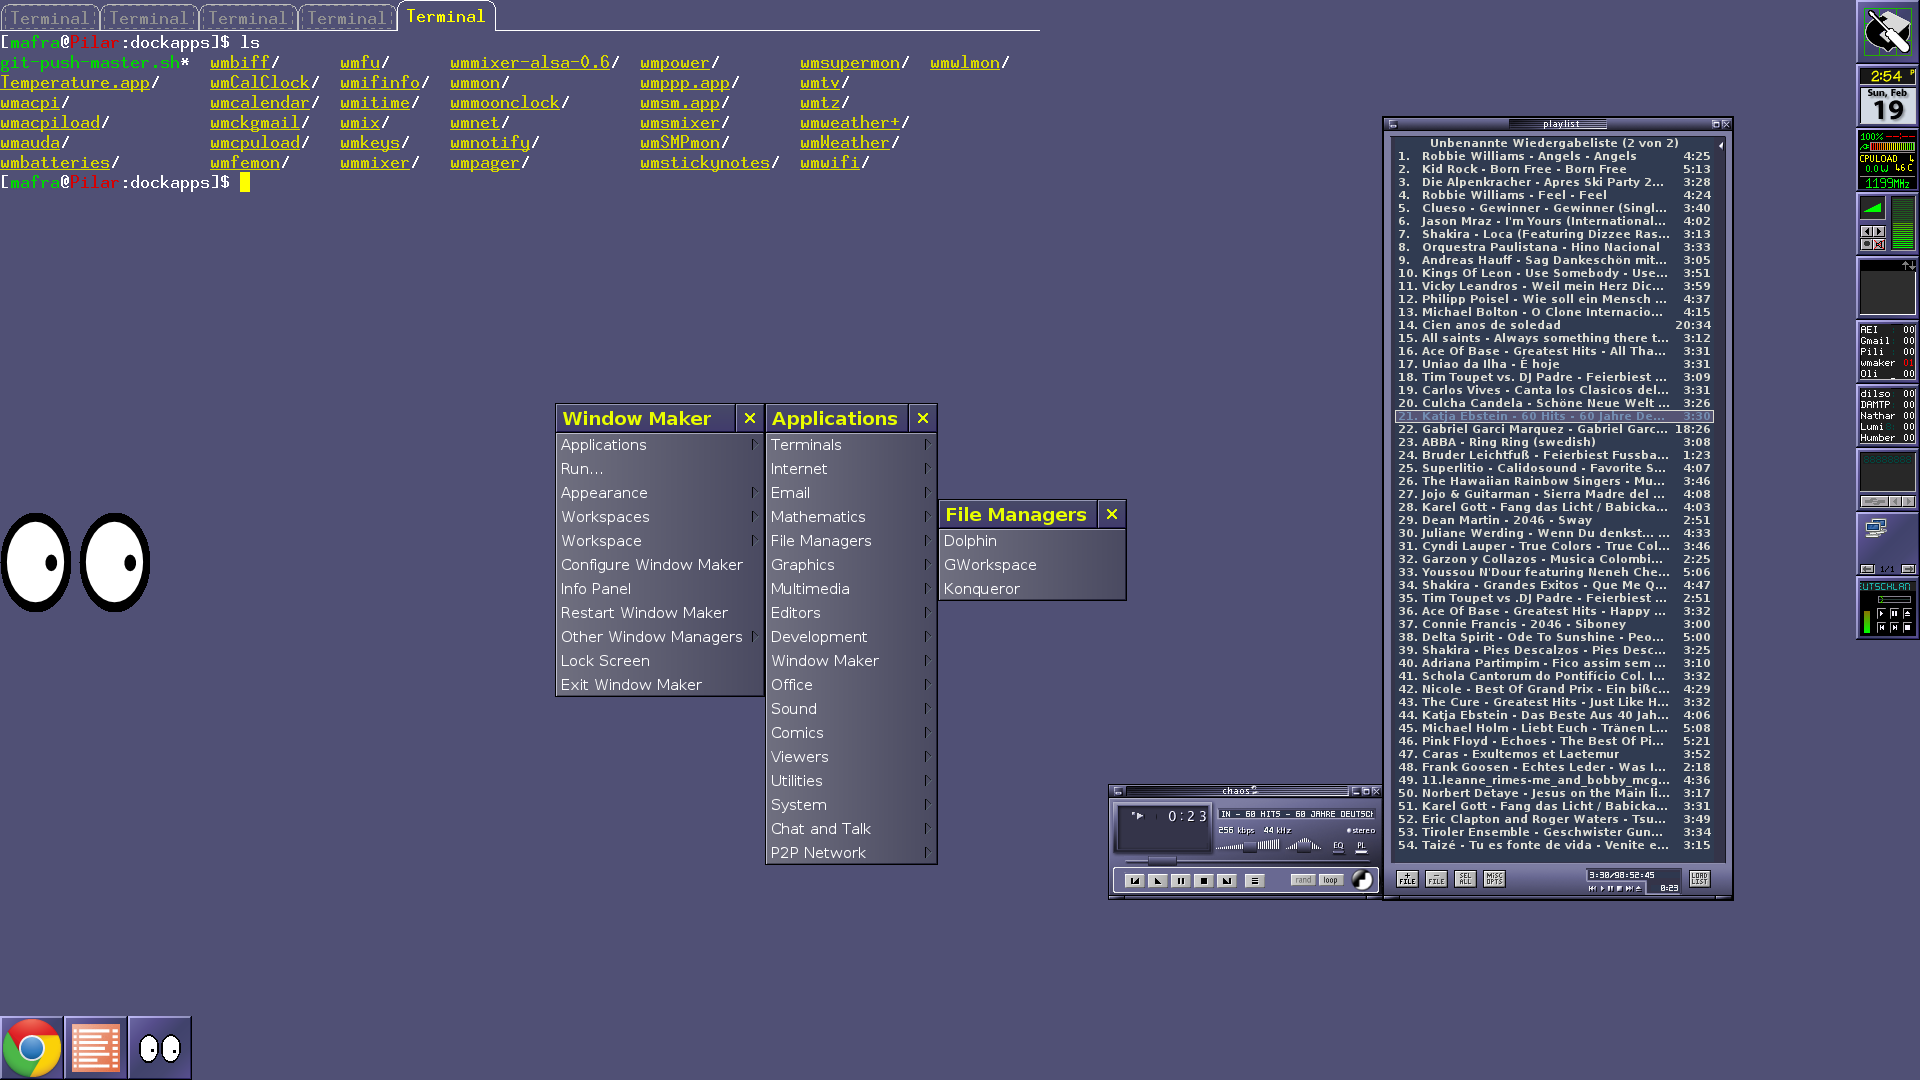 Terminal Terminal Terminal Terminal Terminal
[mafra@Pilar:dockapps]$ ls
git-push-master.sh* wmbiff/ wmfu/ wmmixer-alsa-0.6/ wmpower/ wmsupermon/ wmwlmon/
Temperature.app/ wmCalClock/ wmifinfo/ wmmon/ wmppp.app/ wmtv/
wmacpi/ wmcalendar/ wmitime/ wmmoonclock/ wmsm.app/ wmtz/
wmacpiload/ wmckgmail/ wmix/ wmnet/ wmsmixer/ wmweather+/
wmauda/ wmcpuload/ wmkeys/ wmnotify/ wmSMPmon/ wmWeather/
wmbatteries/ wmfemon/ wmmixer/ wmpager/ wmstickynotes/ wmwifi/
[mafra@Pilar:dockapps]$
Window Maker
Applications
Run...
Appearance
Workspaces
Workspace
Configure Window Maker
Info Panel
Restart Window Maker
Other Window Managers
Lock Screen
Exit Window Maker
Applications
Terminals
Internet
Email
Mathematics
File Managers
Graphics
Multimedia
Editors
Development
Window Maker
Office
Sound
Comics
Viewers
Utilities
System
Chat and Talk
P2P Network
File Managers
Dolphin
GWorkspace
Konqueror
chaos
0:23
IN - 60 HITS - 60 JAHRE DEUTSCH
256 kbps 44 kHz stereo
EQ PL
rand loop
playlist
Unbenannte Wiedergabeliste (2 von 2)
1. Robbie Williams - Angels - Angels 4:25
2. Kid Rock - Born Free - Born Free 5:13
3. Die Alpenkracher - Apres Ski Party 2... 3:28
4. Robbie Williams - Feel - Feel 4:24
5. Clueso - Gewinner - Gewinner (Singl... 3:40
6. Jason Mraz - I'm Yours (International... 4:02
7. Shakira - Loca (Featuring Dizzee Ras... 3:13
8. Orquestra Paulistana - Hino Nacional 3:33
9. Andreas Hauff - Sag Dankeschön mit... 3:05
10. Kings Of Leon - Use Somebody - Use... 3:51
11. Vicky Leandros - Weil mein Herz Dic... 3:59
12. Philipp Poisel - Wie soll ein Mensch ... 4:37
13. Michael Bolton - O Clone Internacio... 4:15
14. Cien anos de soledad 20:34
15. All saints - Always something there t... 3:12
16. Ace Of Base - Greatest Hits - All Tha... 3:31
17. Uniao da Ilha - É hoje 3:31
18. Tim Toupet vs. DJ Padre - Feierbiest ... 3:09
19. Carlos Vives - Canta los Clasicos del... 3:31
20. Culcha Candela - Schöne Neue Welt ... 3:26
21. Katja Ebstein - 60 Hits - 60 Jahre De... 3:30
22. Gabriel Garci Marquez - Gabriel Garc... 18:26
23. ABBA - Ring Ring (swedish) 3:08
24. Bruder Leichtfuß - Feierbiest Fussba... 1:23
25. Superlitio - Calidosound - Favorite S... 4:07
26. The Hawaiian Rainbow Singers - Mu... 3:46
27. Jojo & Guitarman - Sierra Madre del ... 4:08
28. Karel Gott - Fang das Licht / Babicka... 4:03
29. Dean Martin - 2046 - Sway 2:51
30. Juliane Werding - Wenn Du denkst... ... 4:33
31. Cyndi Lauper - True Colors - True Col... 3:46
32. Garzon y Collazos - Musica Colombi... 2:25
33. Youssou N'Dour featuring Neneh Che... 5:06
34. Shakira - Grandes Exitos - Que Me Q... 4:47
35. Tim Toupet vs .DJ Padre - Feierbiest ... 2:51
36. Ace Of Base - Greatest Hits - Happy ... 3:32
37. Connie Francis - 2046 - Siboney 3:00
38. Delta Spirit - Ode To Sunshine - Peo... 5:00
39. Shakira - Pies Descalzos - Pies Desc... 3:25
40. Adriana Partimpim - Fico assim sem ... 3:10
41. Schola Cantorum do Pontifício Col. I... 3:32
42. Nicole - Best Of Grand Prix - Ein bißc... 4:29
43. The Cure - Greatest Hits - Just Like H... 3:32
44. Katja Ebstein - Das Beste Aus 40 Jah... 4:06
45. Michael Holm - Liebt Euch - Tränen L... 5:08
46. Pink Floyd - Echoes - The Best Of Pi... 5:21
47. Caras - Exultemos et Laetemur 3:52
48. Frank Goosen - Echtes Leder - Was I... 2:18
49. 11.leanne_rimes-me_and_bobby_mcg... 4:36
50. Norbert Detaye - Jesus on the Main li... 3:17
51. Karel Gott - Fang das Licht / Babicka... 3:31
52. Eric Clapton and Roger Waters - Tsu... 3:49
53. Tiroler Ensemble - Geschwister Gun... 3:34
54. Taizé - Tu es fonte de vida - Venite e... 3:15
+ FILE - FILE SEL ALL MISC OPTS 3:30/98:52:45 LOAD LIST
0:23
2:54 P
Sun, Feb
19
100%
CPULOAD 4
0.0 W 46 C
1199MHz
AEI 00
Gmail 00
Pili 00
wmaker
Oli 00
dilso 00
DAMTP 00
Nathar 00
Lumi 00
Humber 00
1/1
EUTSCHLAN